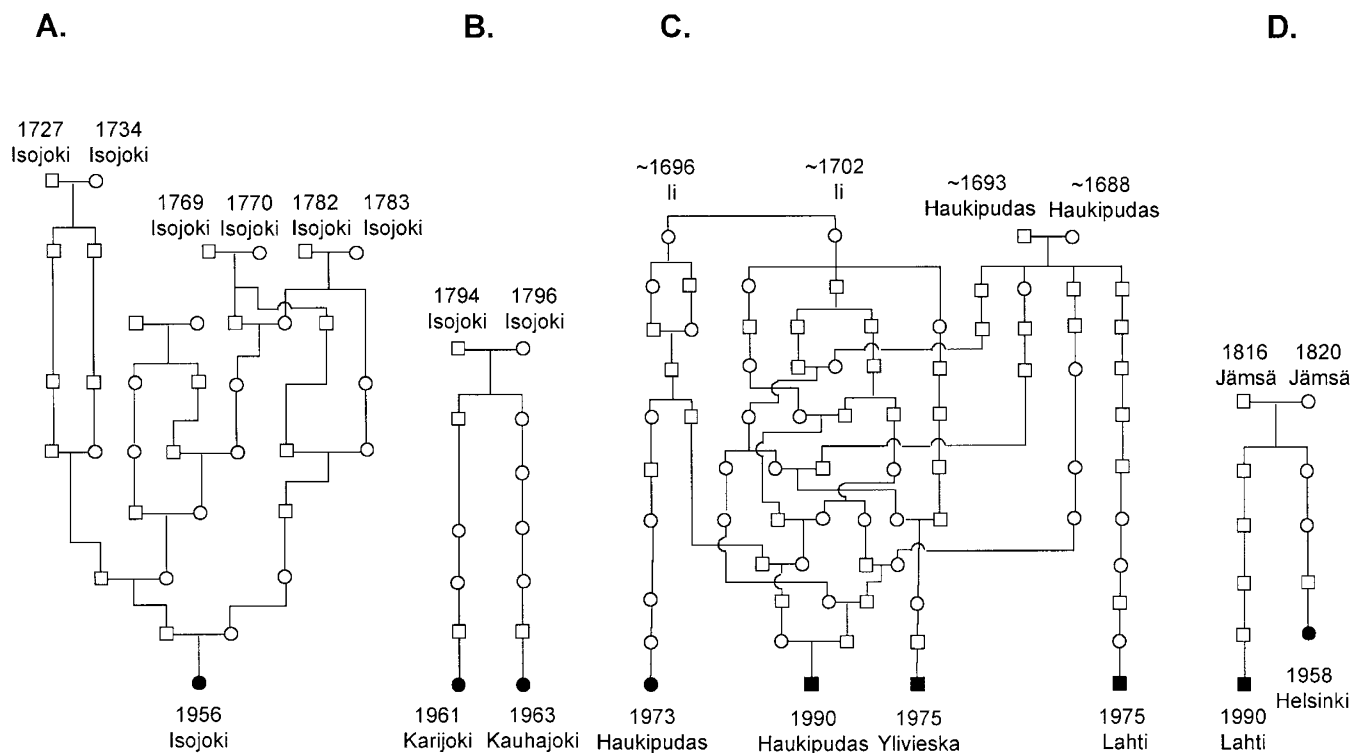 A.
B.
C.
D.
1727 1734
Isojoki Isojoki
1769 1770 1782 1783
Isojoki Isojoki Isojoki Isojoki
1794 1796
Isojoki Isojoki
~1696
Ii
~1702
Ii
~1693 ~1688
Haukipudas Haukipudas
1816 1820
Jämsä Jämsä
1956
Isojoki
1961 1963
Karijoki Kauhajoki
1973
Haukipudas
1990 1975
Haukipudas Ylivieska
1975
Lahti
1990
Lahti
1958
Helsinki